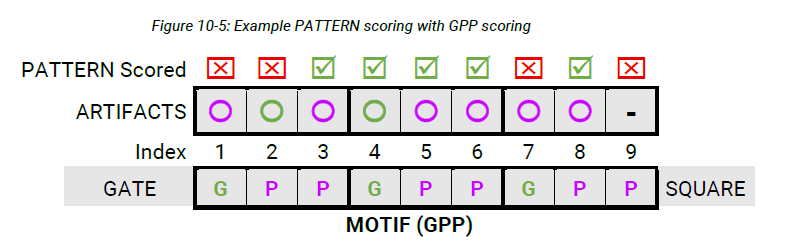 Figure 10-5: Example PATTERN scoring with GPP scoring
PATTERN Scored
ARTIFACTS -
Index 1 2 3 4 5 6 7 8 9
GATE G P P G P P G P P SQUARE
MOTIF (GPP)